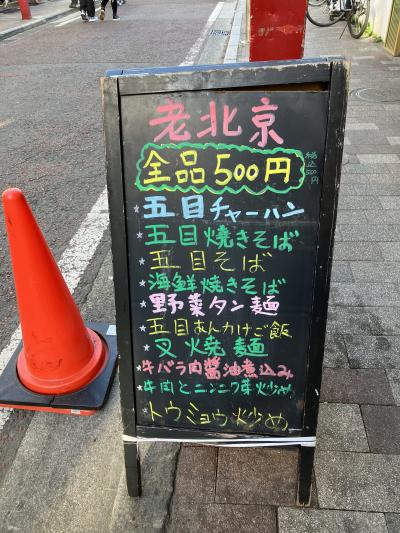 老北京
全品500円
税込550円
★五目チャーハン
★五目焼きそば
★五目そば
★海鮮焼きそば
★野菜タン麺
★五目あんかけご飯
★叉焼麺
★牛バラ肉醤油煮込み
★牛肉とニンニク芽炒め
トウミョウ炒め